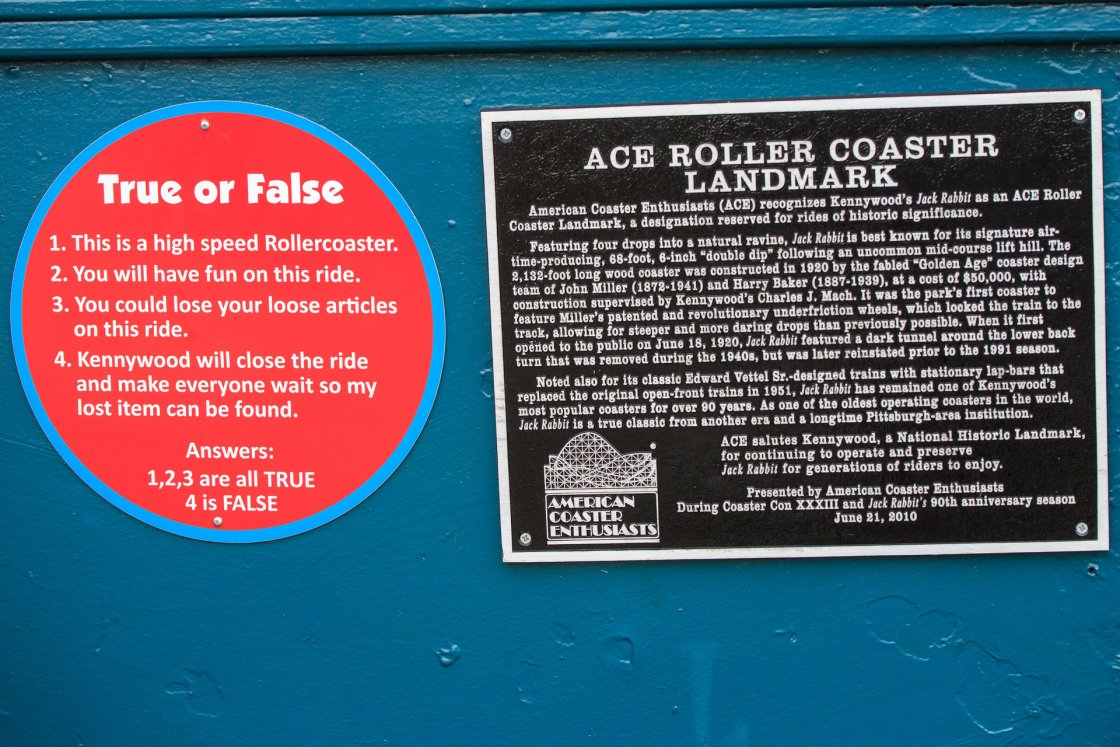 True or False
1. This is a high speed Rollercoaster.
2. You will have fun on this ride.
3. You could lose your loose articles
on this ride.
4. Kennywood will close the ride
and make everyone wait so my
lost item can be found.
Answers:
1,2,3 are all TRUE
4 is FALSE
ACE ROLLER COASTER
LANDMARK
American Coaster Enthusiasts (ACE) recognizes Kennywood's Jack Rabbit as an ACE Roller
Coaster Landmark, a designation reserved for rides of historic significance.
Featuring four drops into a natural ravine, Jack Rabbit is best known for its signature air-
time-producing, 68-foot, 6-inch "double dip" following an uncommon mid-course lift hill. The
2,132-foot long wood coaster was constructed in 1920 by the fabled "Golden Age" coaster design
team of John Miller (1872-1941) and Harry Baker (1887-1939), at a cost of $50,000, with
construction supervised by Kennywood's Charles J. Mach. It was the park's first coaster to
feature Miller's patented and revolutionary underfriction wheels, which locked the train to the
track, allowing for steeper and more daring drops than previously possible. When it first
opened to the public on June 18, 1920, Jack Rabbit featured a dark tunnel around the lower back
turn that was removed during the 1940s, but was later reinstated prior to the 1991 season.
Noted also for its classic Edward Vettel Sr.-designed trains with stationary lap-bars that
replaced the original open-front trains in 1951, Jack Rabbit has remained one of Kennywood's
most popular coasters for over 90 years. As one of the oldest operating coasters in the world,
Jack Rabbit is a true classic from another era and a longtime Pittsburgh-area institution.
ACE salutes Kennywood, a National Historic Landmark,
for continuing to operate and preserve
Jack Rabbit for generations of riders to enjoy.
Presented by American Coaster Enthusiasts
During Coaster Con XXXIII and Jack Rabbit's 90th anniversary season
June 21, 2010
®
AMERICAN
COASTER
ENTHUSIASTS